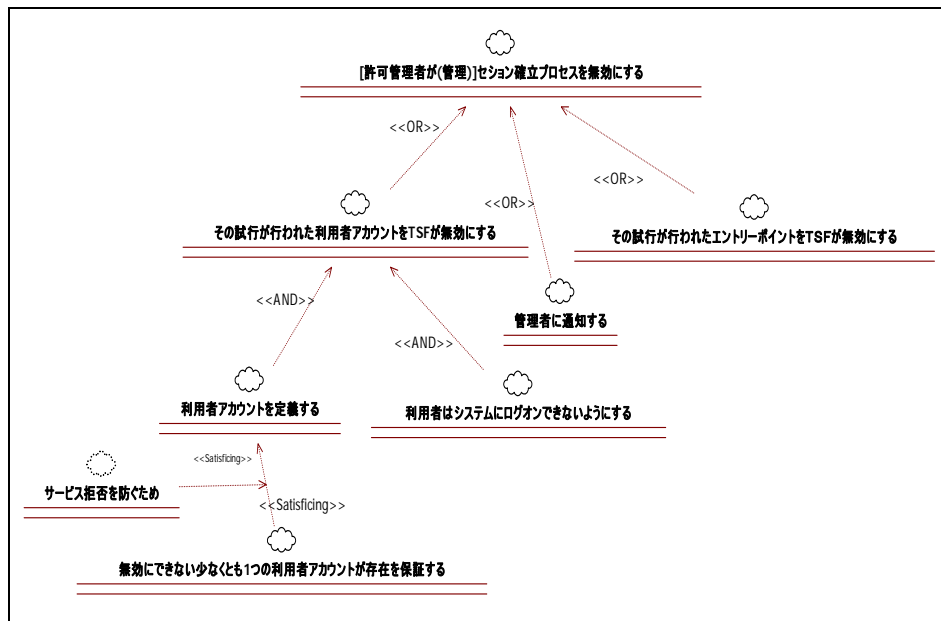 [許可管理者が(管理)]セション確立プロセスを無効にする
<<OR>>
<<OR>>
<<OR>>
その試行が行われた利用者アカウントをTSFが無効にする
その試行が行われたエントリーポイントをTSFが無効にする
<<AND>>
管理者に通知する
<<AND>>
利用者アカウントを定義する
利用者はシステムにログオンできないようにする
<<Satisficing>>
サービス拒否を防ぐため
<<Satisficing>>
無効にできない少なくとも1つの利用者アカウントが存在を保証する